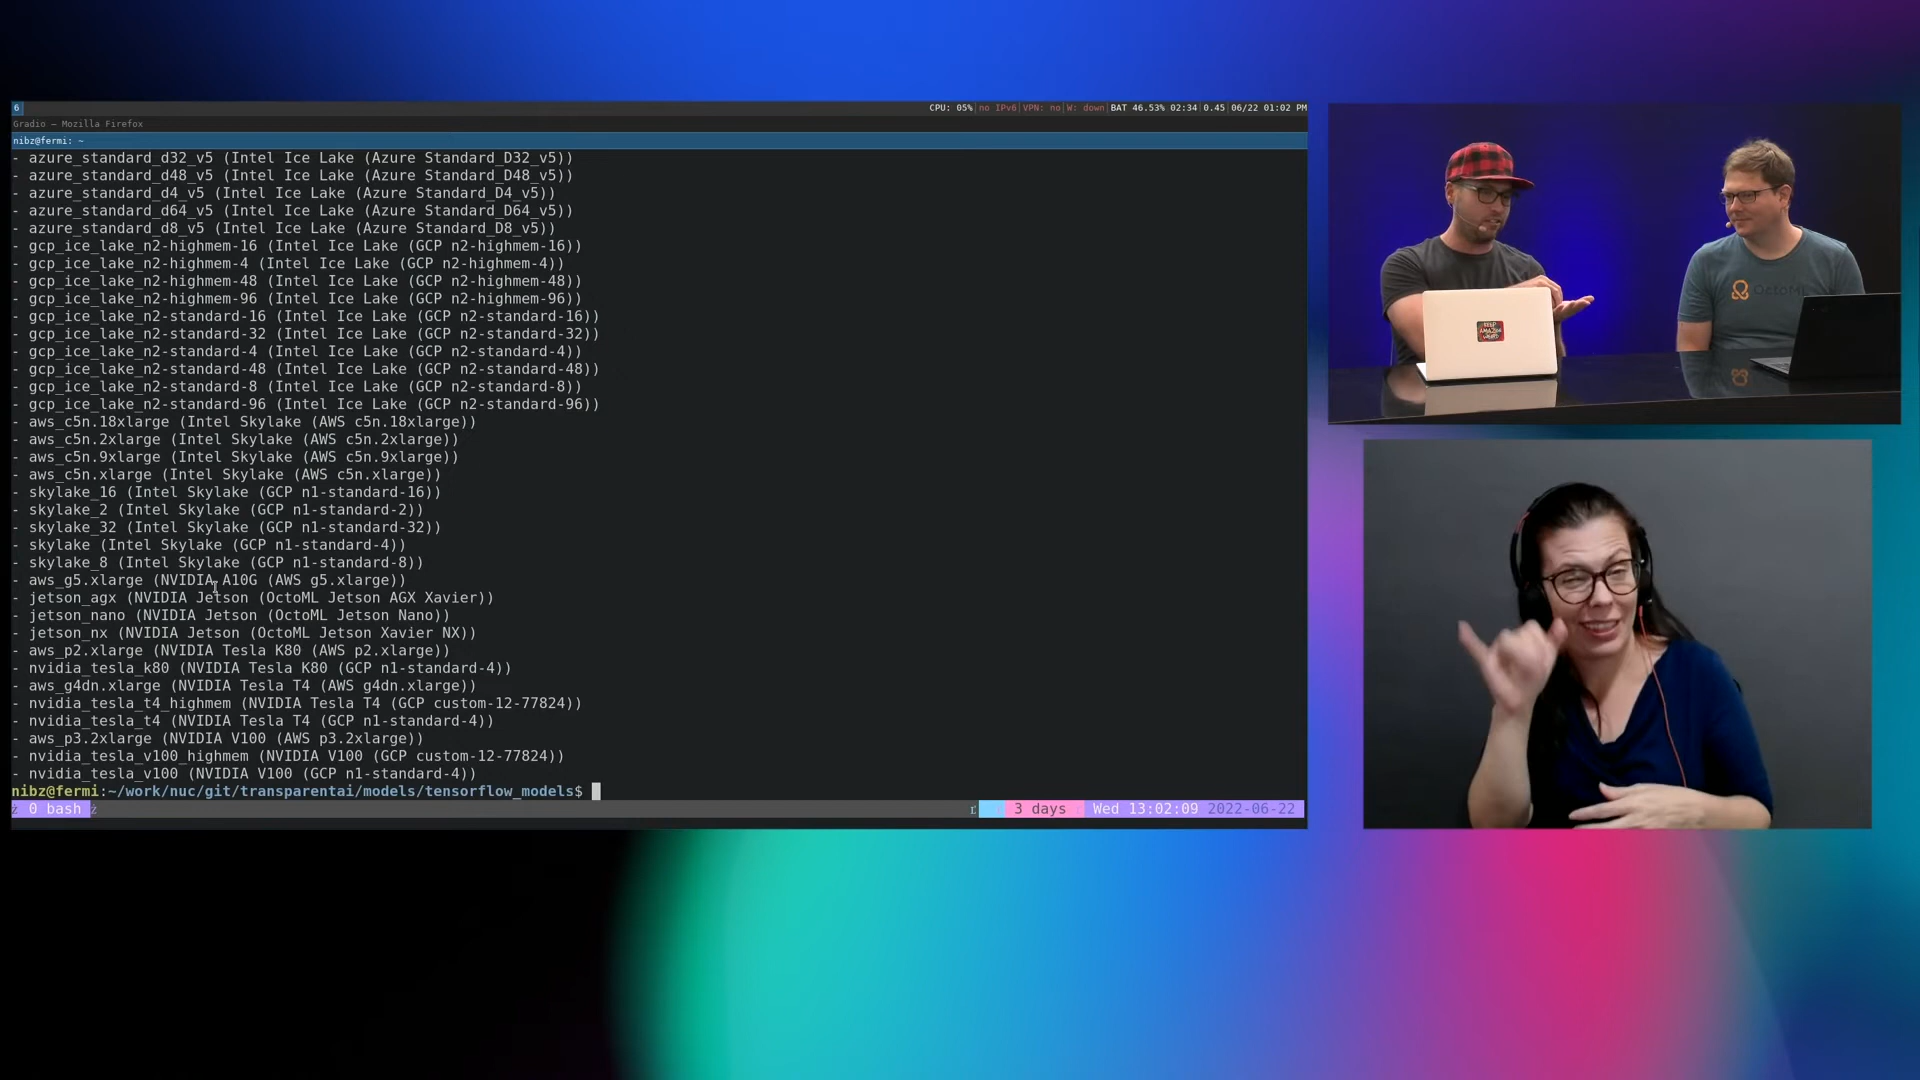 6
CPU: 05% | no IPv6 | VPN: no | W: down | BAT 46.53% 02:34 | 0.45 | 06/22 01:02 PM
Gradio — Mozilla Firefox
nibz@fermi: ~
- azure_standard_d32_v5 (Intel Ice Lake (Azure Standard_D32_v5))
- azure_standard_d48_v5 (Intel Ice Lake (Azure Standard_D48_v5))
- azure_standard_d4_v5 (Intel Ice Lake (Azure Standard_D4_v5))
- azure_standard_d64_v5 (Intel Ice Lake (Azure Standard_D64_v5))
- azure_standard_d8_v5 (Intel Ice Lake (Azure Standard_D8_v5))
- gcp_ice_lake_n2-highmem-16 (Intel Ice Lake (GCP n2-highmem-16))
- gcp_ice_lake_n2-highmem-4 (Intel Ice Lake (GCP n2-highmem-4))
- gcp_ice_lake_n2-highmem-48 (Intel Ice Lake (GCP n2-highmem-48))
- gcp_ice_lake_n2-highmem-96 (Intel Ice Lake (GCP n2-highmem-96))
- gcp_ice_lake_n2-standard-16 (Intel Ice Lake (GCP n2-standard-16))
- gcp_ice_lake_n2-standard-32 (Intel Ice Lake (GCP n2-standard-32))
- gcp_ice_lake_n2-standard-4 (Intel Ice Lake (GCP n2-standard-4))
- gcp_ice_lake_n2-standard-48 (Intel Ice Lake (GCP n2-standard-48))
- gcp_ice_lake_n2-standard-8 (Intel Ice Lake (GCP n2-standard-8))
- gcp_ice_lake_n2-standard-96 (Intel Ice Lake (GCP n2-standard-96))
- aws_c5n.18xlarge (Intel Skylake (AWS c5n.18xlarge))
- aws_c5n.2xlarge (Intel Skylake (AWS c5n.2xlarge))
- aws_c5n.9xlarge (Intel Skylake (AWS c5n.9xlarge))
- aws_c5n.xlarge (Intel Skylake (AWS c5n.xlarge))
- skylake_16 (Intel Skylake (GCP n1-standard-16))
- skylake_2 (Intel Skylake (GCP n1-standard-2))
- skylake_32 (Intel Skylake (GCP n1-standard-32))
- skylake (Intel Skylake (GCP n1-standard-4))
- skylake_8 (Intel Skylake (GCP n1-standard-8))
- aws_g5.xlarge (NVIDIA A10G (AWS g5.xlarge))
- jetson_agx (NVIDIA Jetson (OctoML Jetson AGX Xavier))
- jetson_nano (NVIDIA Jetson (OctoML Jetson Nano))
- jetson_nx (NVIDIA Jetson (OctoML Jetson Xavier NX))
- aws_p2.xlarge (NVIDIA Tesla K80 (AWS p2.xlarge))
- nvidia_tesla_k80 (NVIDIA Tesla K80 (GCP n1-standard-4))
- aws_g4dn.xlarge (NVIDIA Tesla T4 (AWS g4dn.xlarge))
- nvidia_tesla_t4_highmem (NVIDIA Tesla T4 (GCP custom-12-77824))
- nvidia_tesla_t4 (NVIDIA Tesla T4 (GCP n1-standard-4))
- aws_p3.2xlarge (NVIDIA V100 (AWS p3.2xlarge))
- nvidia_tesla_v100_highmem (NVIDIA V100 (GCP custom-12-77824))
- nvidia_tesla_v100 (NVIDIA V100 (GCP n1-standard-4))
nibz@fermi:~/work/nuc/git/transparentai/models/tensorflow_models$
0 bash 3 days Wed 13:02:09 2022-06-22
OctoML